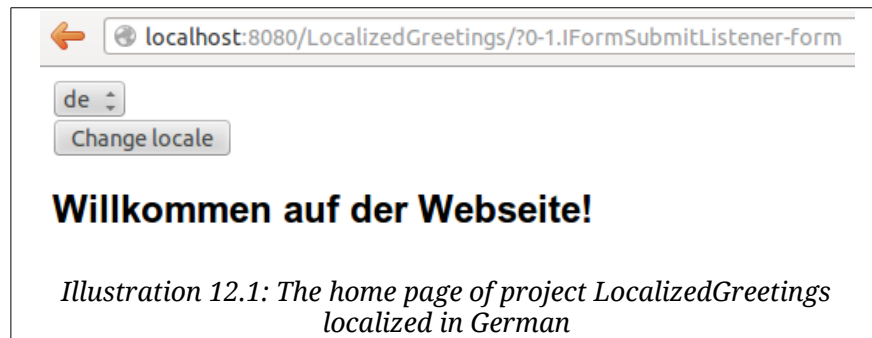 localhost:8080/LocalizedGreetings/?0-1.IFormSubmitListener-form
de
Change locale
Willkommen auf der Webseite!
Illustration 12.1: The home page of project LocalizedGreetings
localized in German